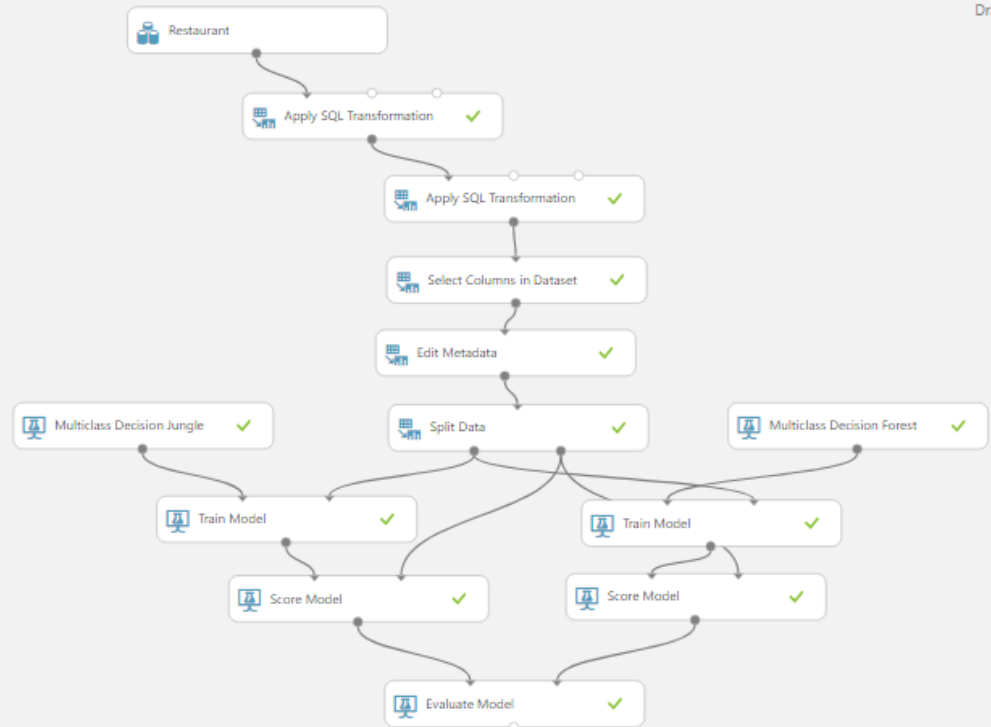 Dr
Restaurant
Apply SQL Transformation
Apply SQL Transformation
Select Columns in Dataset
Edit Metadata
Multiclass Decision Jungle
Split Data
Multiclass Decision Forest
Train Model
Train Model
Score Model
Score Model
Evaluate Model